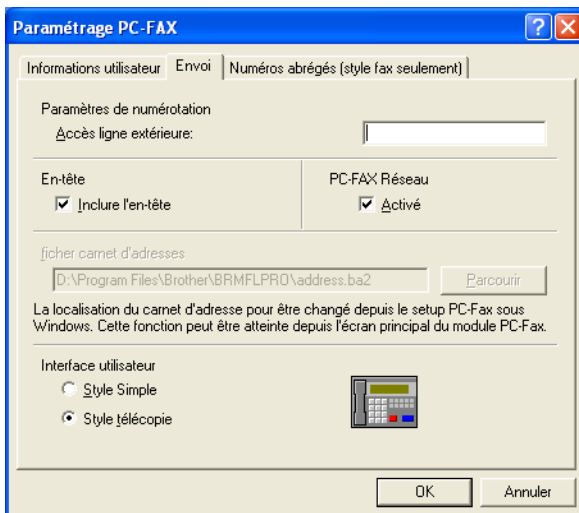 Paramétrage PC-FAX
Informations utilisateur Envoi Numéros abrégés (style fax seulement)
Paramètres de numérotation
Accès ligne extérieure:
En-tête PC-FAX Réseau
Inclure l'en-tête Activé
ficher carnet d'adresses
D:\Program Files\Brother\BRMFLPRO\address.ba2 Parcourir
La localisation du carnet d'adresse pour être changé depuis le setup PC-Fax sous
Windows. Cette fonction peut être atteinte depuis l'écran principal du module PC-Fax.
Interface utilisateur
Style Simple
Style télécopie
OK Annuler